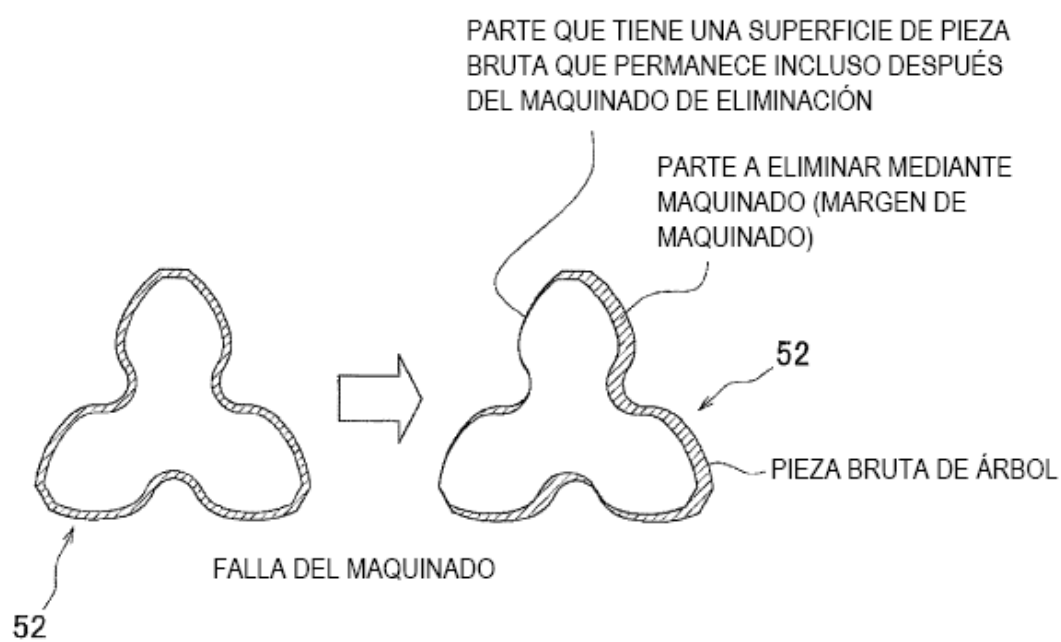 PARTE QUE TIENE UNA SUPERFICIE DE PIEZA
BRUTA QUE PERMANECE INCLUSO DESPUÉS
DEL MAQUINADO DE ELIMINACIÓN
PARTE A ELIMINAR MEDIANTE
MAQUINADO (MARGEN DE
MAQUINADO)
52
PIEZA BRUTA DE ÁRBOL
FALLA DEL MAQUINADO
52